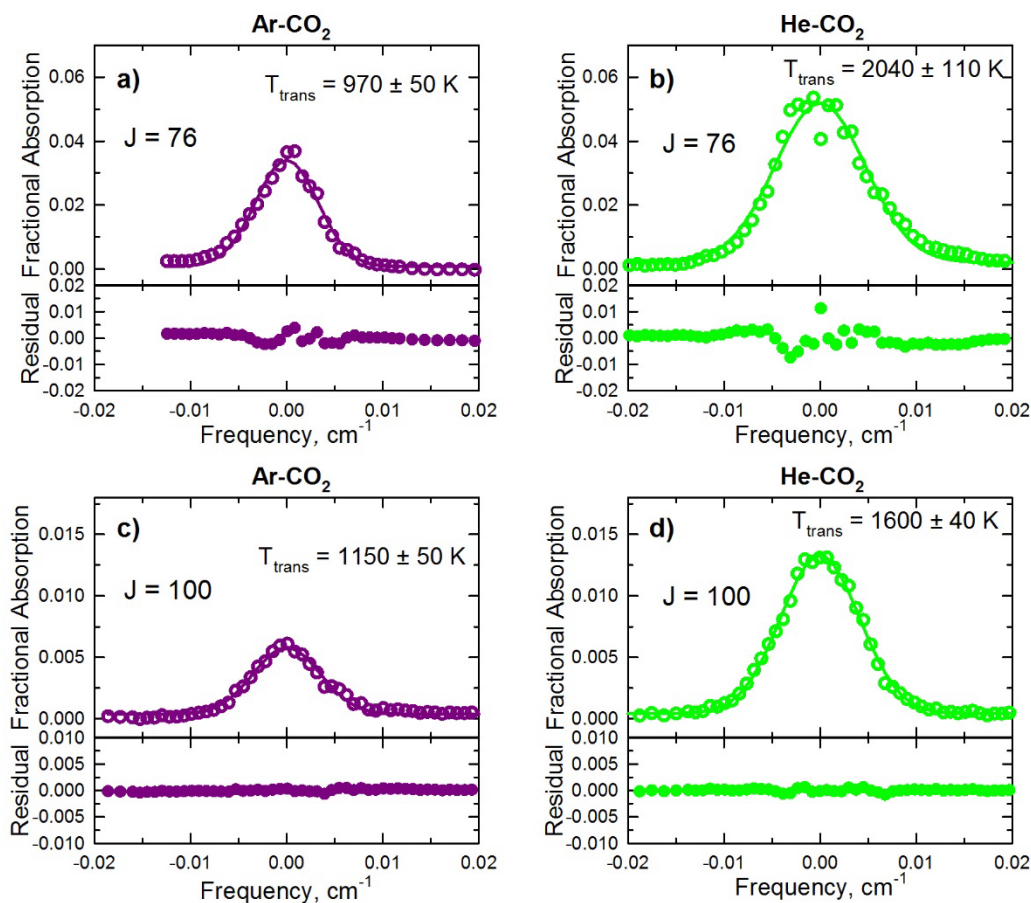 Ar-CO₂
a)
T_trans = 970 ± 50 K
J = 76
Fractional Absorption
0.06
0.04
0.02
0.00
Residual
0.02
0.01
0.00
-0.01
-0.02
-0.02 -0.01 0.00 0.01 0.02
Frequency, cm⁻¹
He-CO₂
b)
T_trans = 2040 ± 110 K
J = 76
Fractional Absorption
0.06
0.04
0.02
0.00
Residual
0.02
0.01
0.00
-0.01
-0.02
-0.02 -0.01 0.00 0.01 0.02
Frequency, cm⁻¹
Ar-CO₂
c)
T_trans = 1150 ± 50 K
J = 100
Fractional Absorption
0.015
0.010
0.005
0.000
Residual
0.010
0.005
0.000
-0.005
-0.010
-0.02 -0.01 0.00 0.01 0.02
Frequency, cm⁻¹
He-CO₂
d)
T_trans = 1600 ± 40 K
J = 100
Fractional Absorption
0.015
0.010
0.005
0.000
Residual
0.010
0.005
0.000
-0.005
-0.010
-0.02 -0.01 0.00 0.01 0.02
Frequency, cm⁻¹